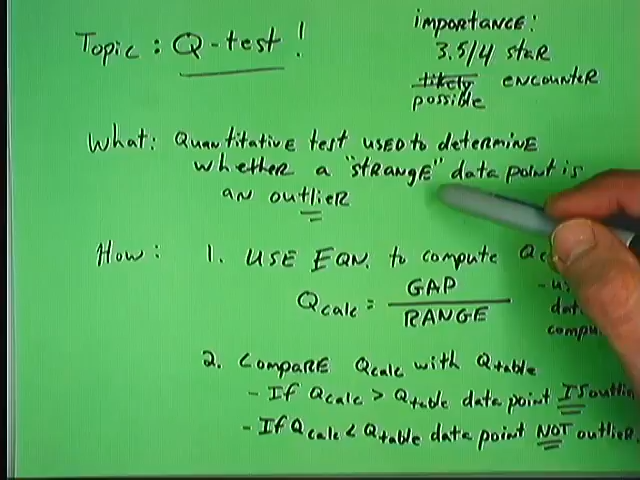 Topic: Q-test!
importance:
3.5/4 star
likely encounter
possible
What: Quantitative test used to determine
whether a "strange" data point is
an outlier
How: 1. Use Eqn. to compute
Qcalc = GAP
RANGE
2. Compare Qcalc with Qtable
- If Qcalc > Qtable data point IS
- If Qcalc < Qtable data point NOT outlier.